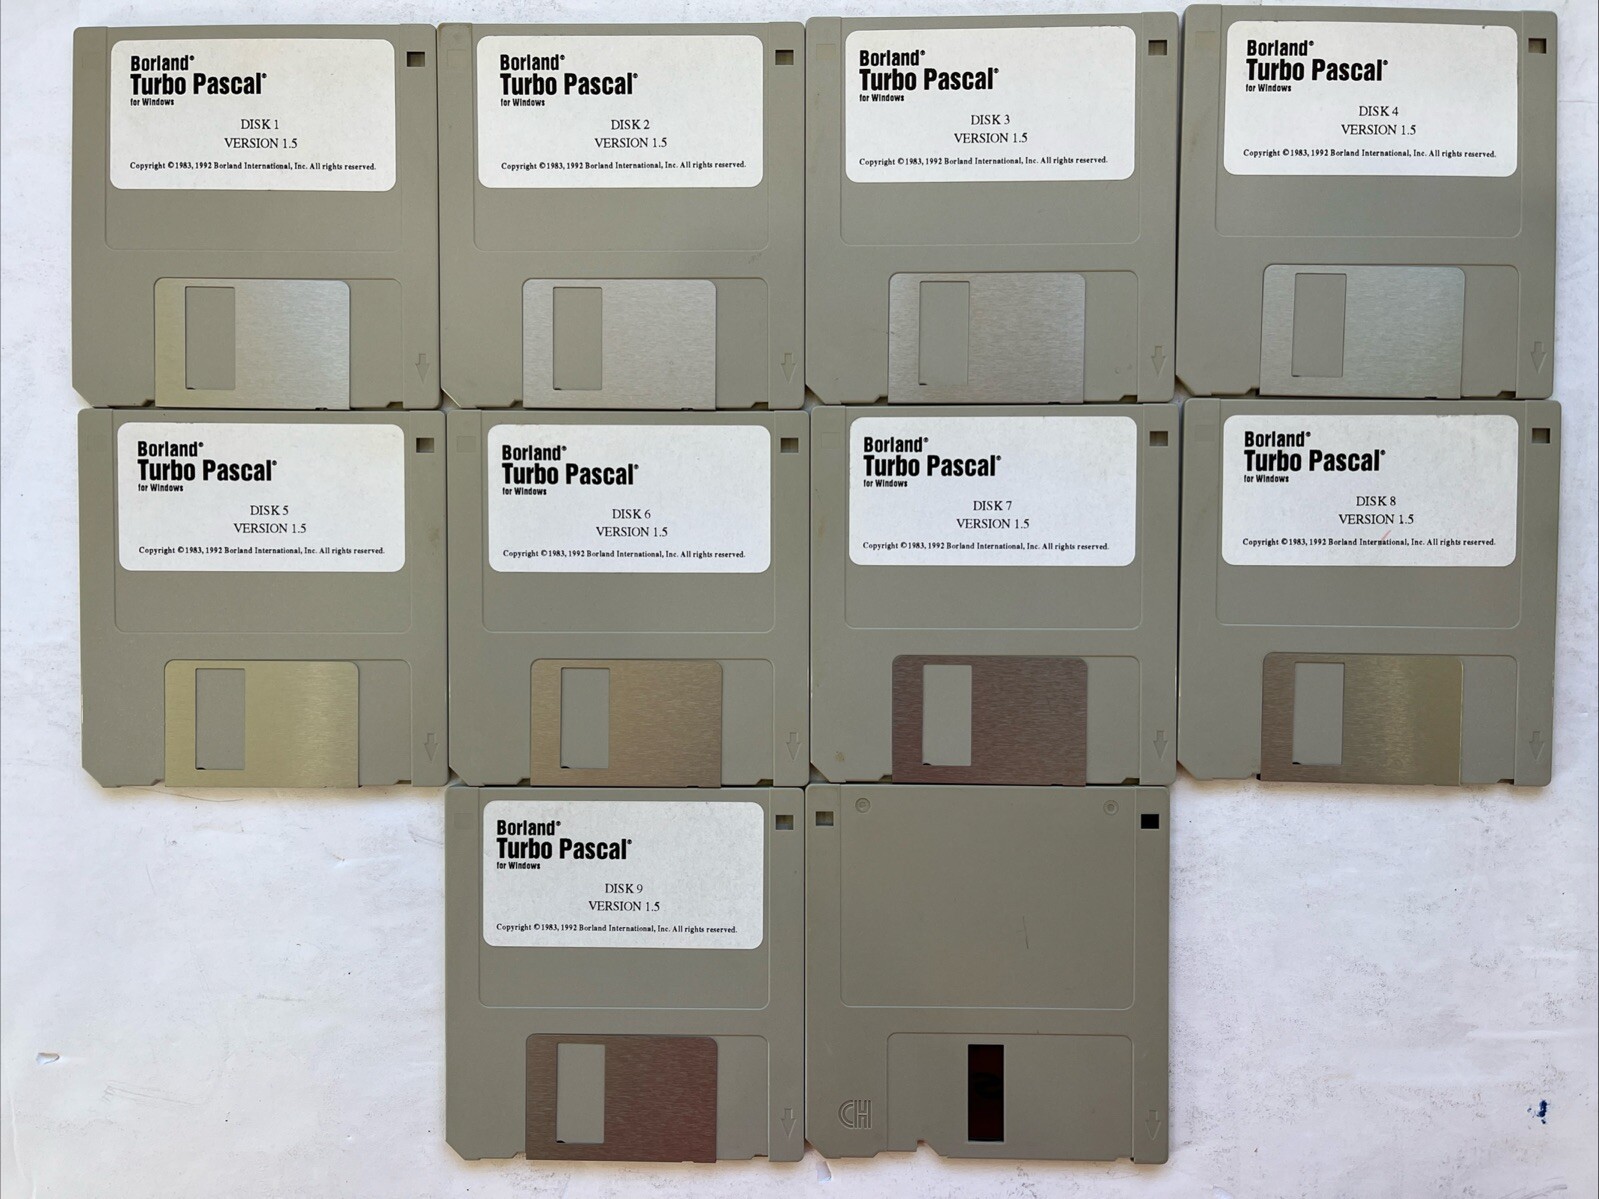 Borland®
Turbo Pascal®
for Windows
DISK 1
VERSION 1.5
Copyright © 1983, 1992 Borland International, Inc. All rights reserved.
Borland®
Turbo Pascal®
for Windows
DISK 2
VERSION 1.5
Copyright © 1983, 1992 Borland International, Inc. All rights reserved.
Borland®
Turbo Pascal®
for Windows
DISK 3
VERSION 1.5
Copyright © 1983, 1992 Borland International, Inc. All rights reserved.
Borland®
Turbo Pascal®
for Windows
DISK 4
VERSION 1.5
Copyright © 1983, 1992 Borland International, Inc. All rights reserved.
Borland®
Turbo Pascal®
for Windows
DISK 5
VERSION 1.5
Copyright © 1983, 1992 Borland International, Inc. All rights reserved.
Borland®
Turbo Pascal®
for Windows
DISK 6
VERSION 1.5
Copyright © 1983, 1992 Borland International, Inc. All rights reserved.
Borland®
Turbo Pascal®
for Windows
DISK 7
VERSION 1.5
Copyright © 1983, 1992 Borland International, Inc. All rights reserved.
Borland®
Turbo Pascal®
for Windows
DISK 8
VERSION 1.5
Copyright © 1983, 1992 Borland International, Inc. All rights reserved.
Borland®
Turbo Pascal®
for Windows
DISK 9
VERSION 1.5
Copyright © 1983, 1992 Borland International, Inc. All rights reserved.
CH